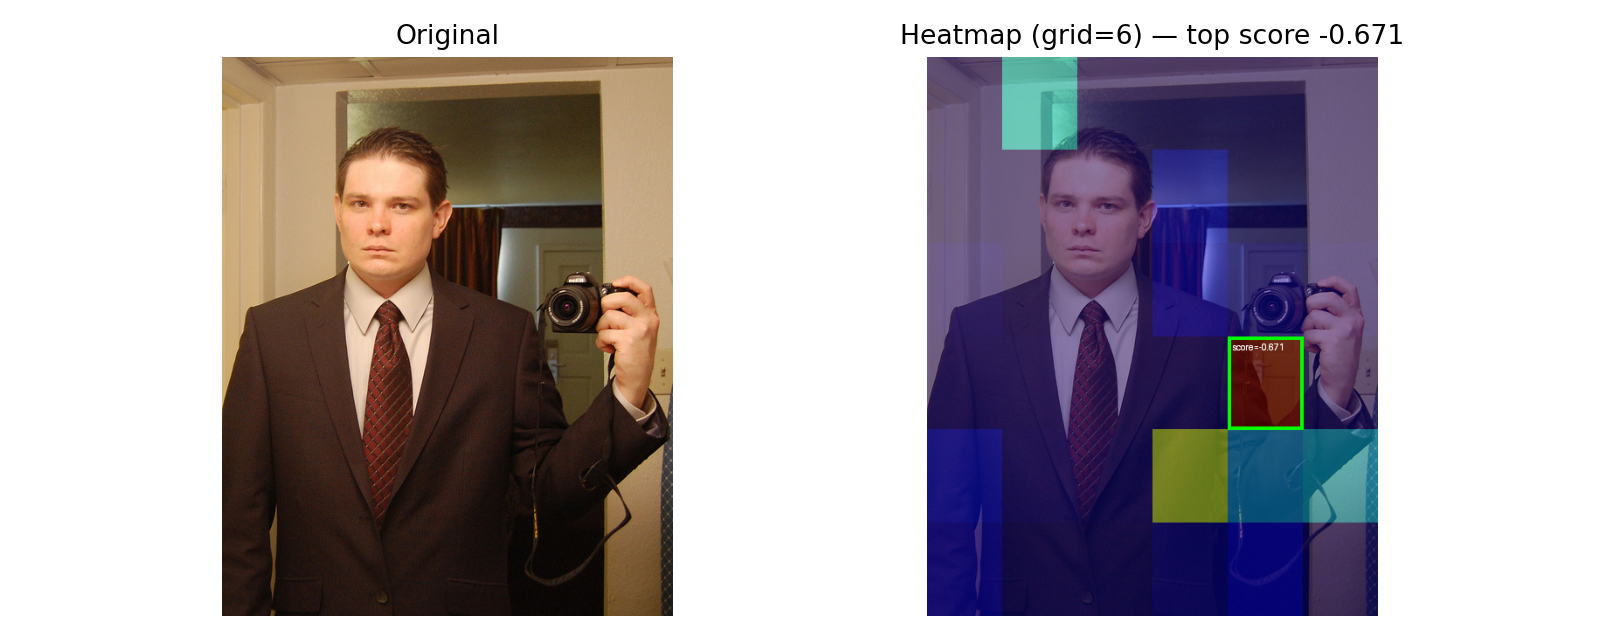 Original
Heatmap (grid=6) — top score -0.671
score=-0.671